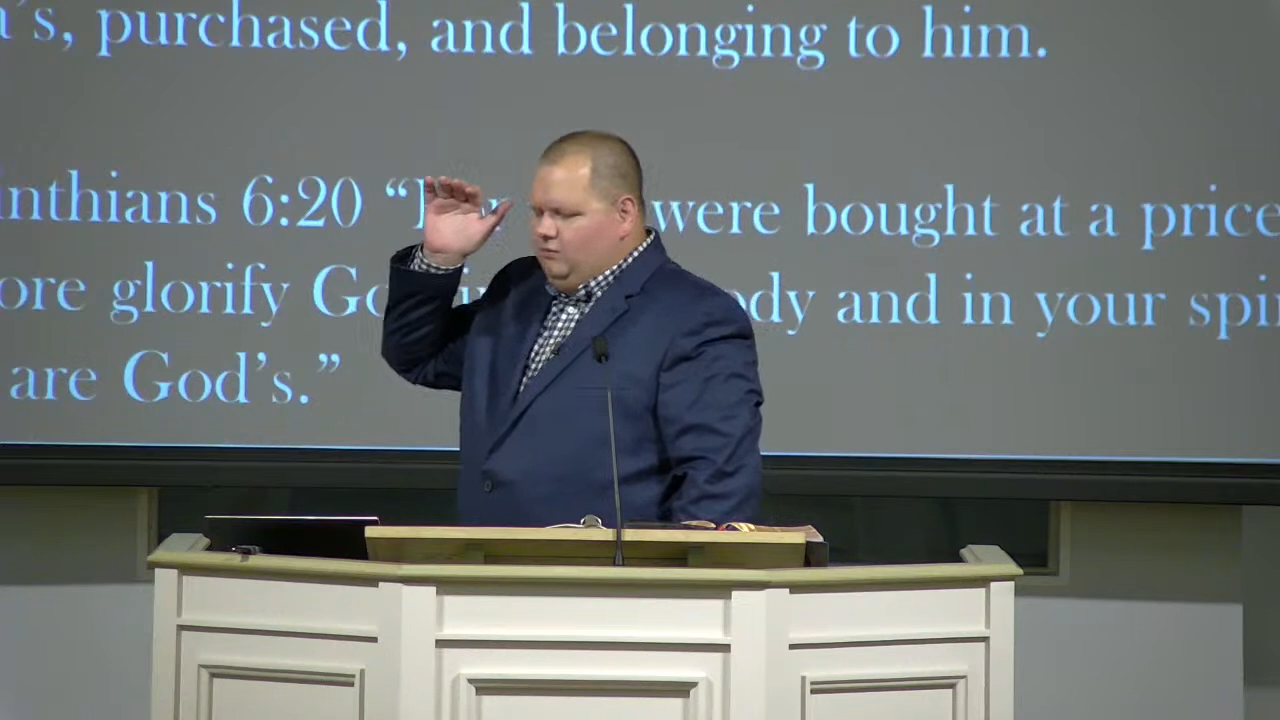 a's, purchased, and belonging to him.
inthians 6:20 “ were bought at a price
ore glorify Go ody and in your spi
are God's.”